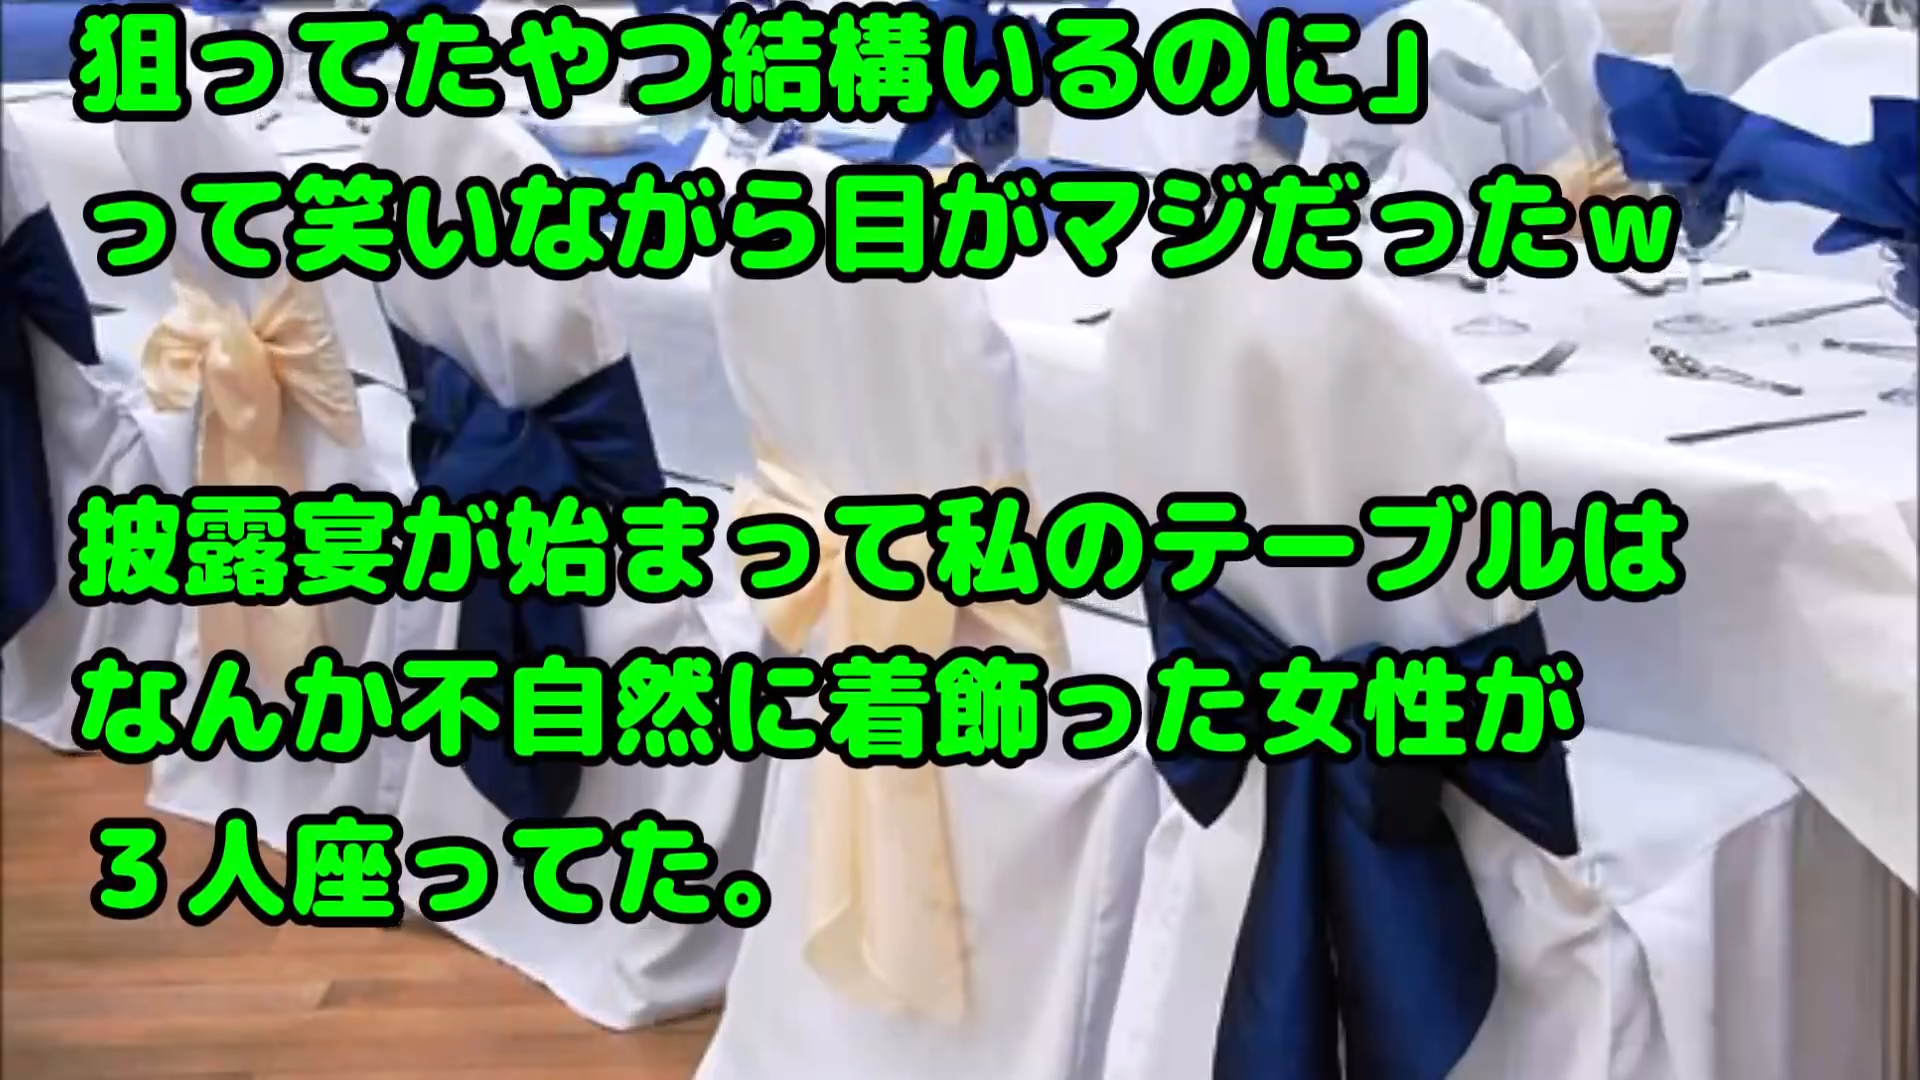 狙ってたやつ結構いるのに」
って笑いながら目がマジだったｗ
披露宴が始まって私のテーブルは
なんか不自然に着飾った女性が
３人座ってた。